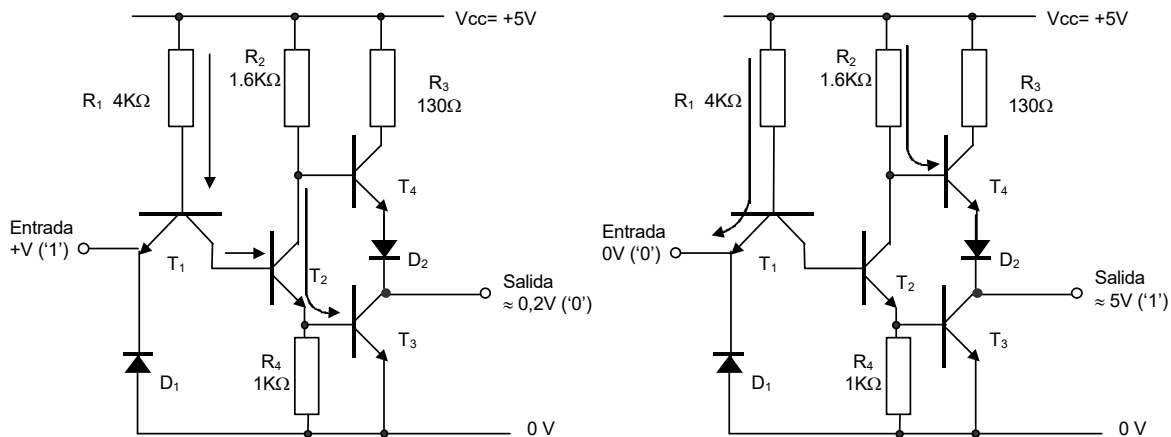 Vcc= +5V
R2
1.6KΩ
R3
130Ω
R1 4KΩ
T4
Entrada
+V (‘1’)
T1
T2
D2
Salida
≈ 0,2V (‘0’)
T3
D1
R4
1KΩ
0 V
Vcc= +5V
R2
1.6KΩ
R3
130Ω
R1 4KΩ
T4
Entrada
0V (‘0’)
T1
T2
D2
Salida
≈ 5V (‘1’)
T3
D1
R4
1KΩ
0 V